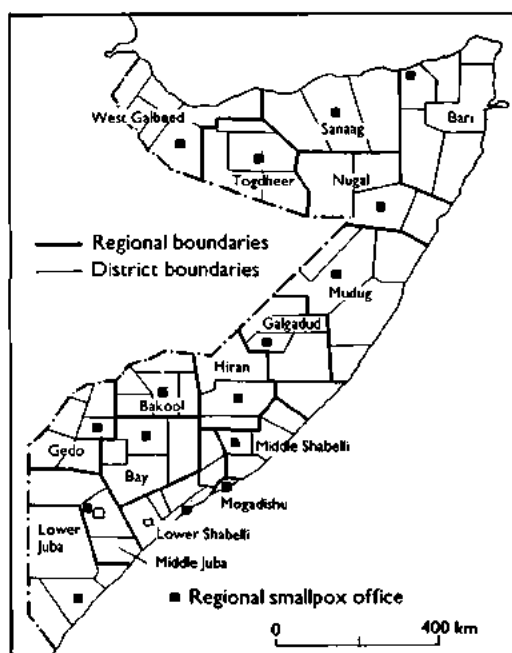 West Galbeed
Sanaag
Bari
Togdheer
Nugal
Regional boundaries
District boundaries
Mudug
Galgadud
Hiran
Bakool
Gedo
Middle Shabelli
Bay
Mogadishu
Lower
Juba
Lower Shabelli
Middle Juba
Regional smallpox office
0 400 km